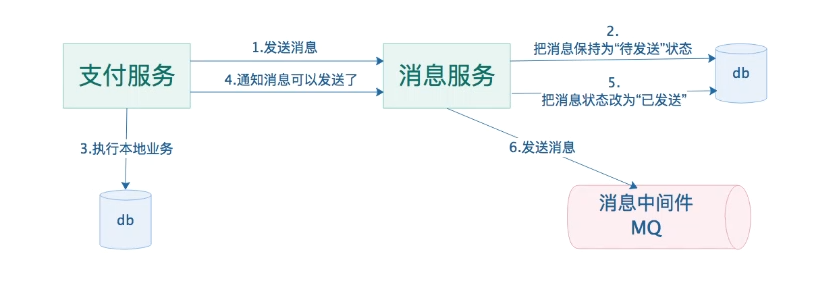 1.发送消息
2.
把消息保持为“待发送”状态
支付服务
消息服务
db
4.通知消息可以发送了
5.
把消息状态改为“已发送”
3.执行本地业务
6.发送消息
db
消息中间件
MQ